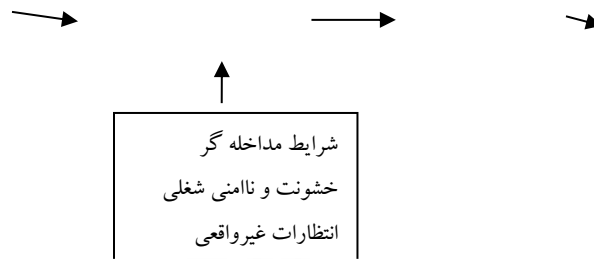 شرایط مداخله گر
خشونت و ناامنی شغلی
انتظارات غیرواقعی